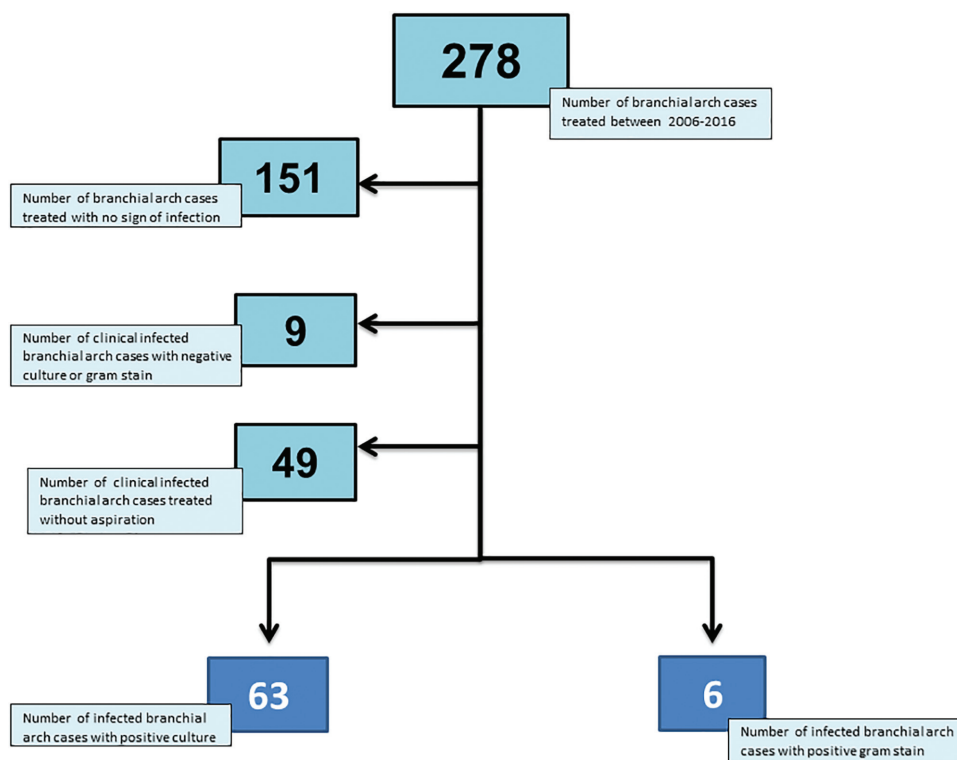 278
Number of branchial arch cases
treated between 2006-2016
151
Number of branchial arch cases
treated with no sign of infection
9
Number of clinical infected
branchial arch cases with negative
culture or gram stain
49
Number of clinical infected
branchial arch cases treated
without aspiration
63
Number of infected branchial
arch cases with positive culture
6
Number of infected branchial arch
cases with positive gram stain